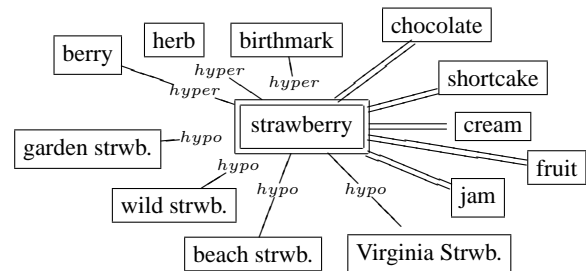 chocolate
herb
birthmark
berry
hyper
hyper
hyper
shortcake
strawberry
cream
garden strwb.
hypo
fruit
hypo
wild strwb.
hypo
hypo
jam
beach strwb.
Virginia Strwb.